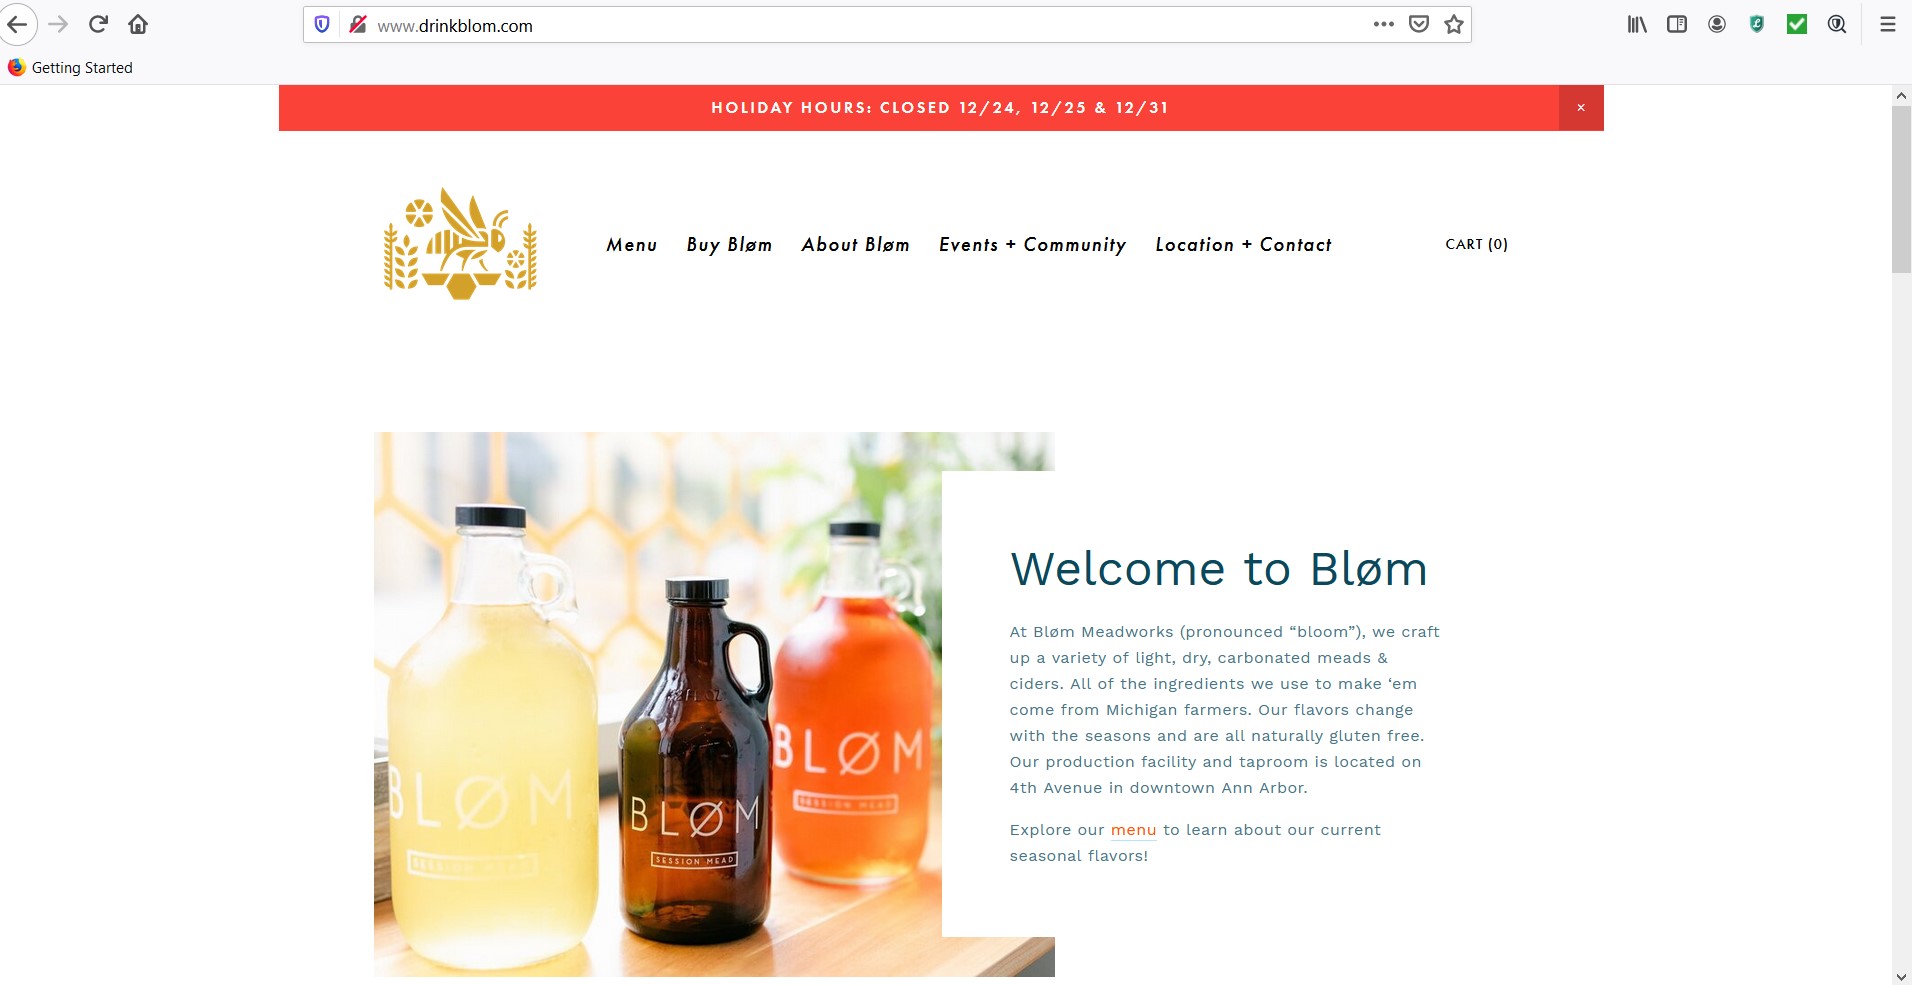 www.drinkblom.com
Getting Started
HOLIDAY HOURS: CLOSED 12/24, 12/25 & 12/31
×
Menu Buy Bløm About Bløm Events + Community Location + Contact CART (0)
Welcome to Bløm
At Bløm Meadworks (pronounced “bloom”), we craft
up a variety of light, dry, carbonated meads &
ciders. All of the ingredients we use to make ‘em
come from Michigan farmers. Our flavors change
with the seasons and are all naturally gluten free.
Our production facility and taproom is located on
4th Avenue in downtown Ann Arbor.
Explore our menu to learn about our current
seasonal flavors!
BLØM
SESSION MEAD
BLØM
SESSION MEAD
BLØM
SESSION MEAD